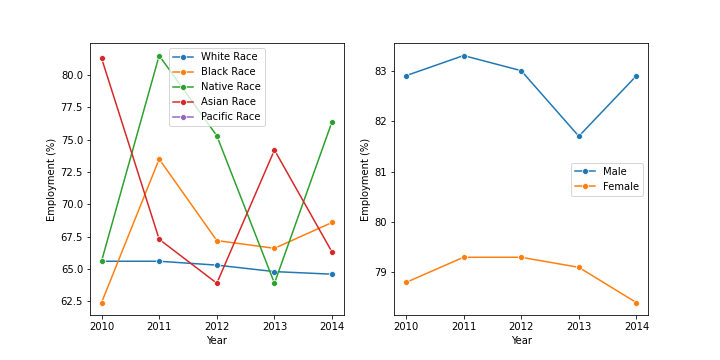 80.0
77.5
75.0
72.5
70.0
67.5
65.0
62.5
Employment (%)
2010 2011 2012 2013 2014
Year
White Race
Black Race
Native Race
Asian Race
Pacific Race
83
82
81
80
79
Employment (%)
2010 2011 2012 2013 2014
Year
Male
Female